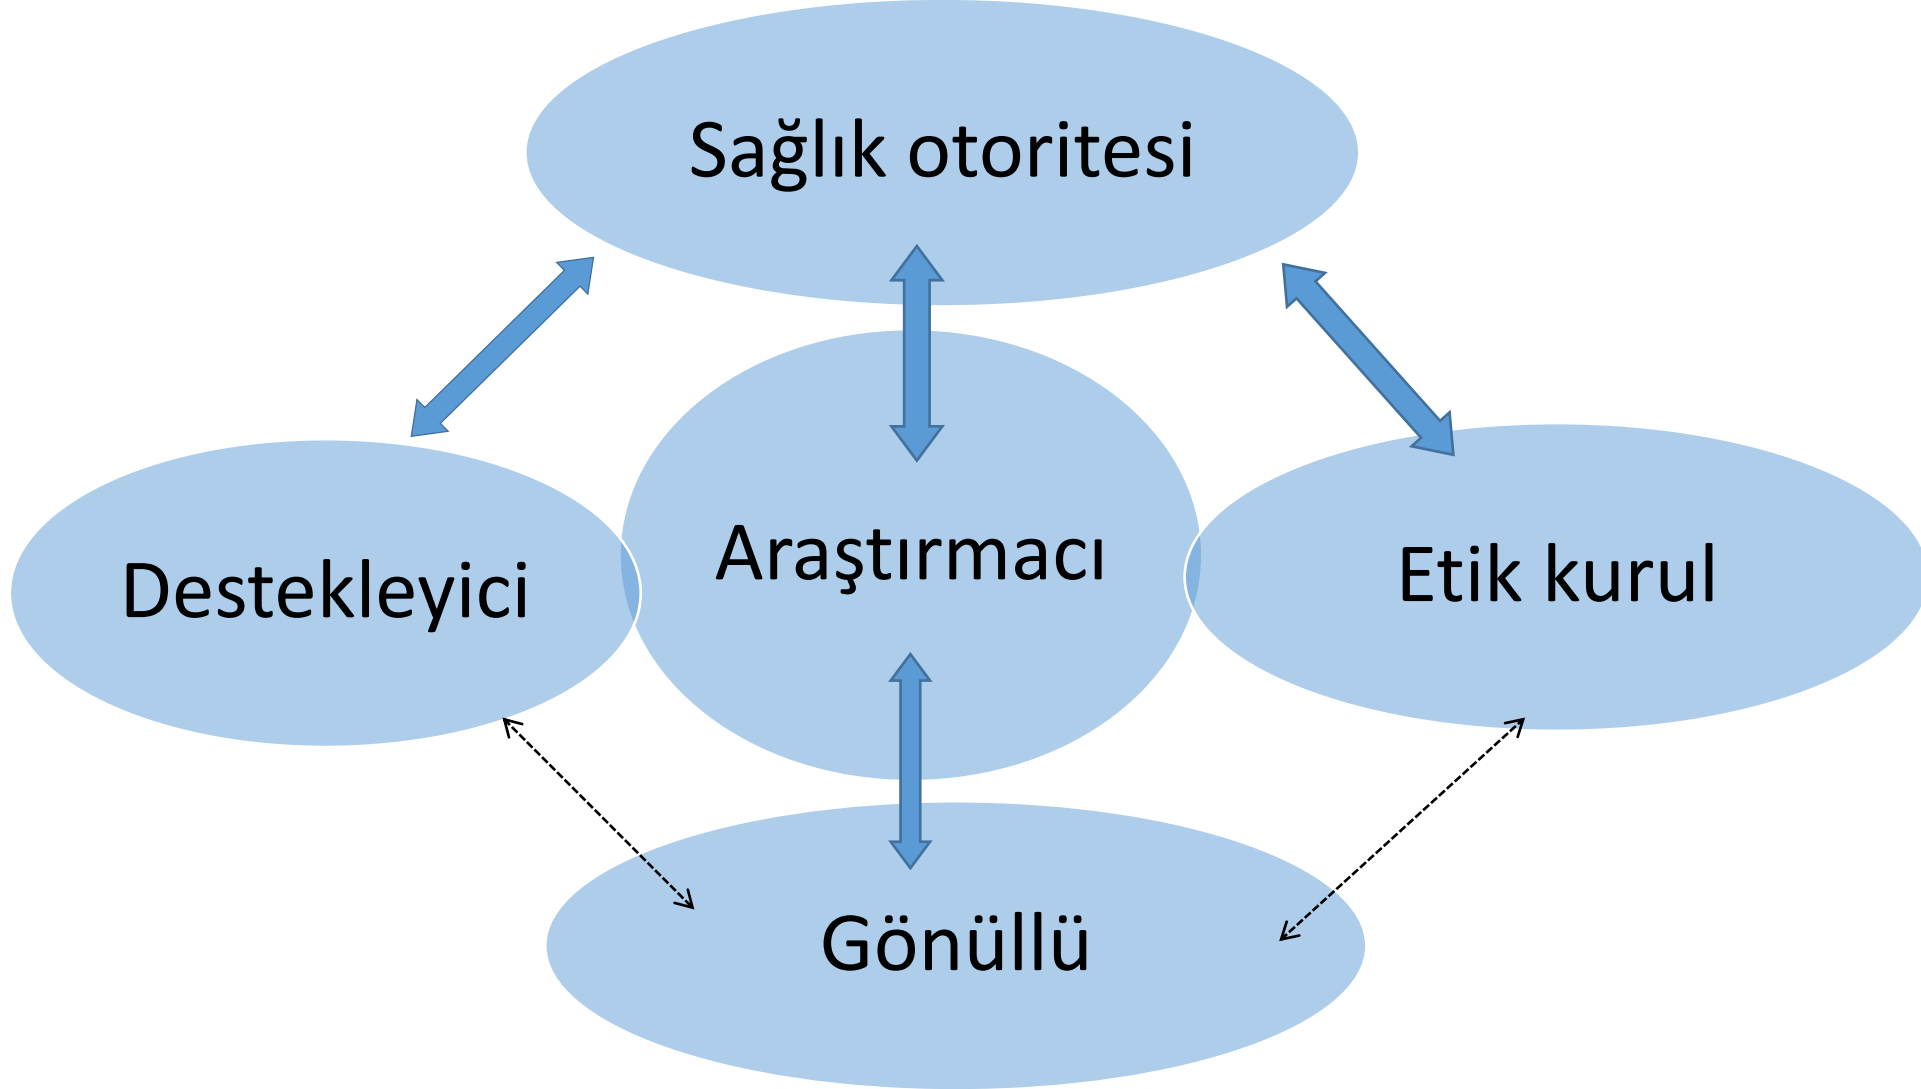 Sağlık otoritesi
Destekleyici
Araştırmacı
Etik kurul
Gönüllü